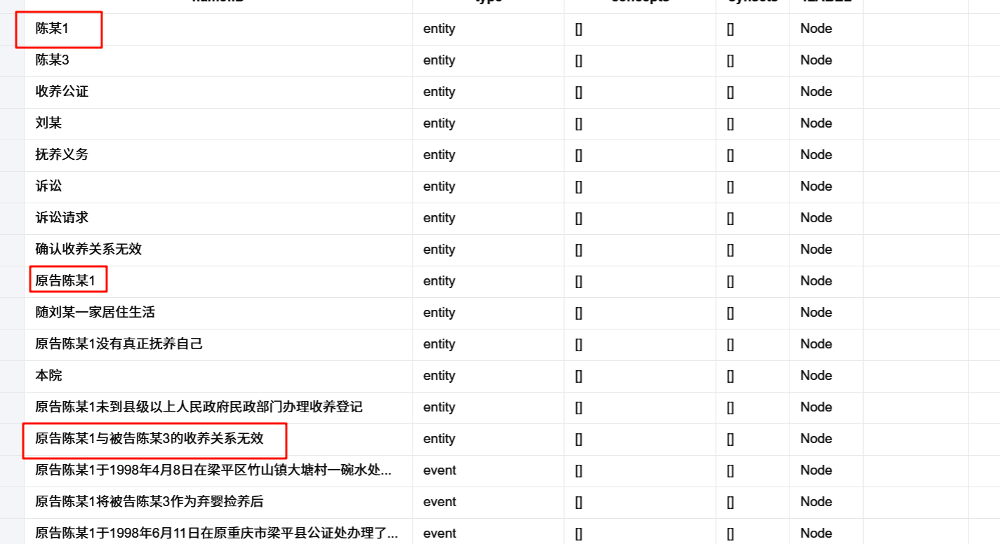 陈某1 entity [] [] Node
陈某3 entity [] [] Node
收养公证 entity [] [] Node
刘某 entity [] [] Node
抚养义务 entity [] [] Node
诉讼 entity [] [] Node
诉讼请求 entity [] [] Node
确认收养关系无效 entity [] [] Node
原告陈某1 entity [] [] Node
随刘某一家居住生活 entity [] [] Node
原告陈某1没有真正抚养自己 entity [] [] Node
本院 entity [] [] Node
原告陈某1未到县级以上人民政府民政部门办理收养登记 entity [] [] Node
原告陈某1与被告陈某3的收养关系无效 entity [] [] Node
原告陈某1于1998年4月8日在梁平区竹山镇大塘村一碗水处... event [] [] Node
原告陈某1将被告陈某3作为弃婴捡养后 event [] [] Node
原告陈某1于1998年6月11日在原重庆市梁平县公证处办理了... event [] [] Node